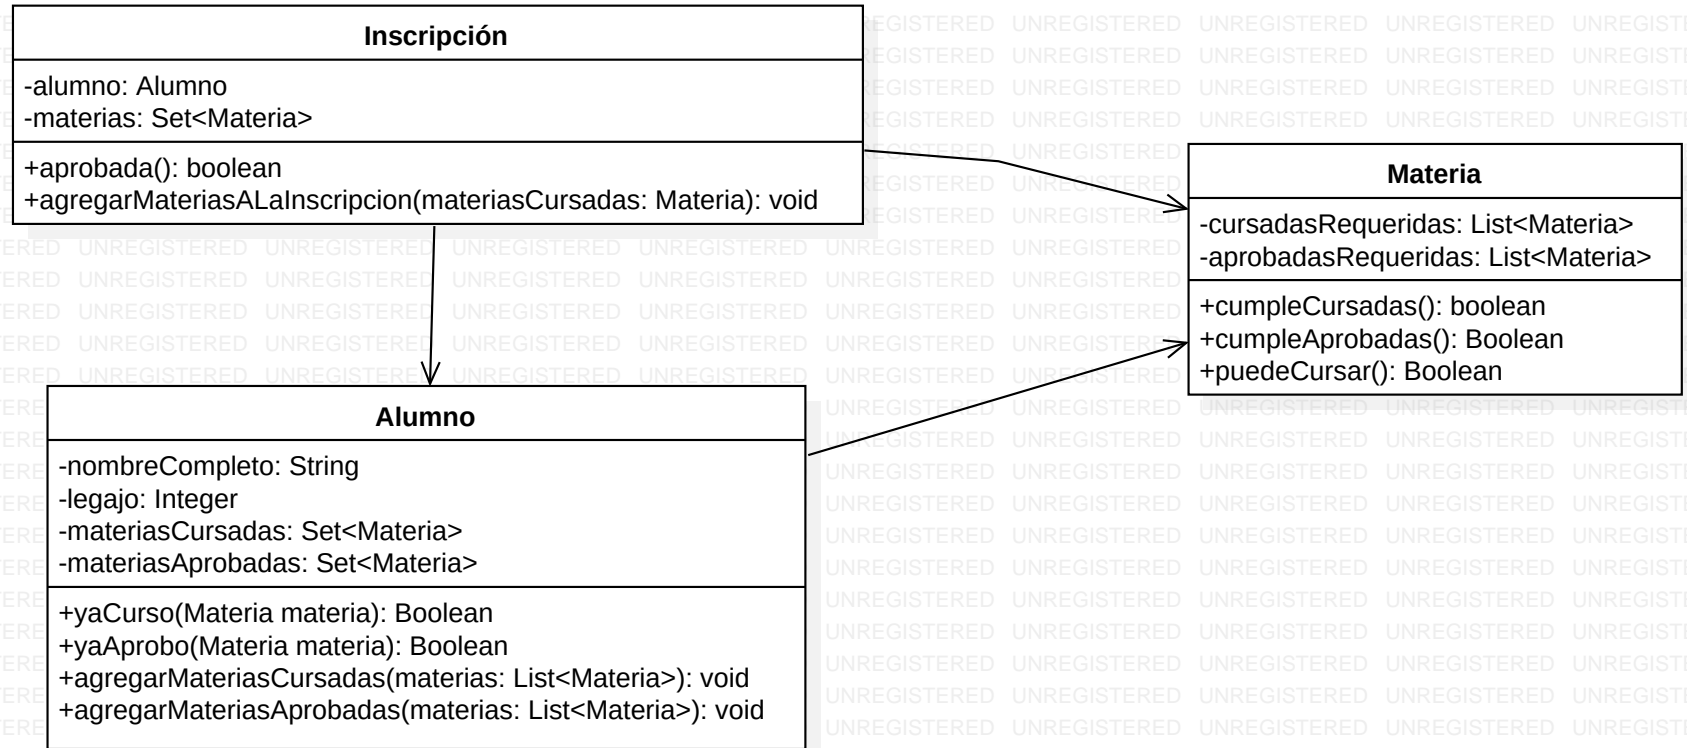 Inscripción
-alumno: Alumno
-materias: Set<Materia>
+aprobada(): boolean
+agregarMateriasALaInscripcion(materiasCursadas: Materia): void
Materia
-cursadasRequeridas: List<Materia>
-aprobadasRequeridas: List<Materia>
+cumpleCursadas(): boolean
+cumpleAprobadas(): Boolean
+puedeCursar(): Boolean
Alumno
-nombreCompleto: String
-legajo: Integer
-materiasCursadas: Set<Materia>
-materiasAprobadas: Set<Materia>
+yaCurso(Materia materia): Boolean
+yaAprobo(Materia materia): Boolean
+agregarMateriasCursadas(materias: List<Materia>): void
+agregarMateriasAprobadas(materias: List<Materia>): void
UNREGISTERED